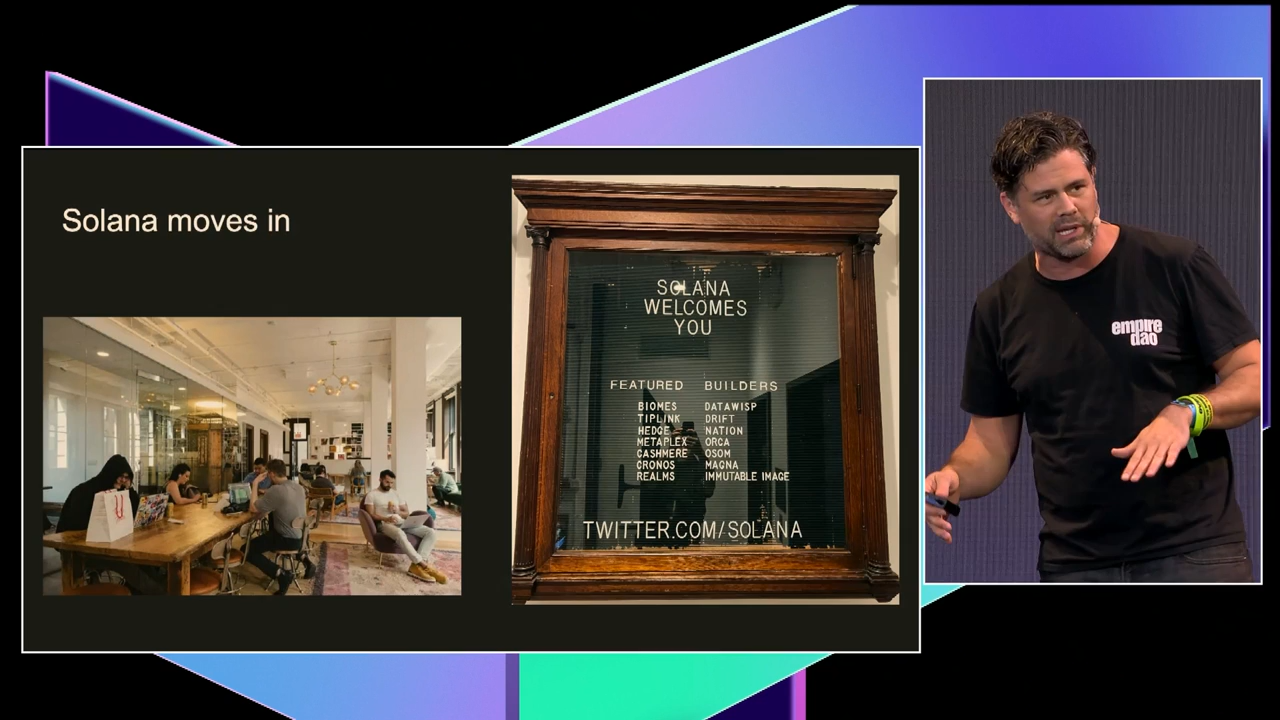 Solana moves in
SOLANA
WELCOMES
YOU
FEATURED BUILDERS
BIOMES DATAWISP
TIPLINK DRIFT
HEDGE NATION
METAPLEX ORCA
CASHMERE OSOM
CRONOS MAGNA
REALMS IMMUTABLE IMAGE
TWITTER.COM/SOLANA
empire
dao